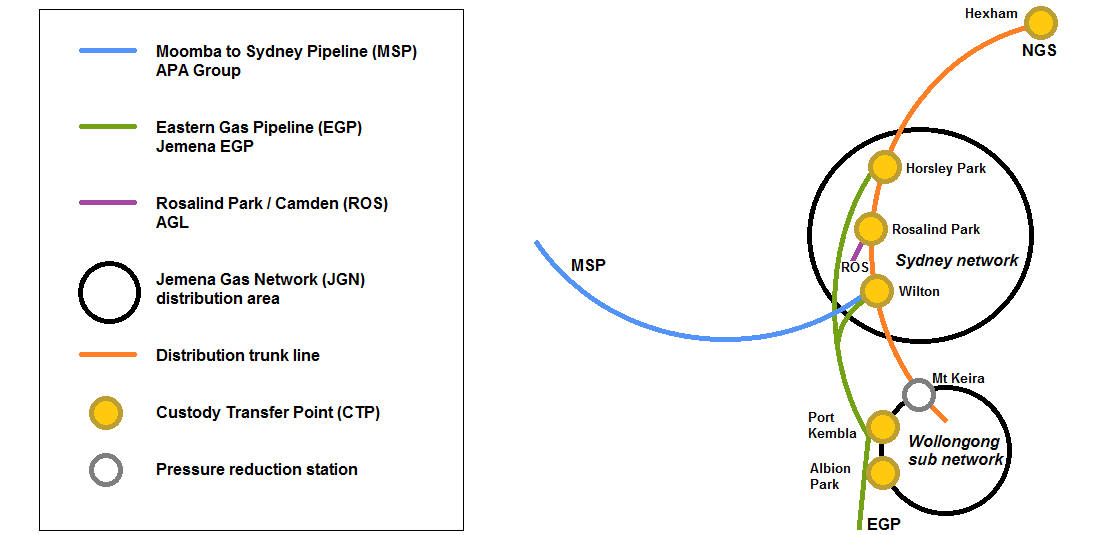 Moomba to Sydney Pipeline (MSP)
APA Group
Eastern Gas Pipeline (EGP)
Jemena EGP
Rosalind Park / Camden (ROS)
AGL
Jemena Gas Network (JGN)
distribution area
Distribution trunk line
Custody Transfer Point (CTP)
Pressure reduction station
Hexham
NGS
Horsley Park
Rosalind Park
ROS
Sydney network
MSP
Wilton
Mt Keira
Port
Kembla
Wollongong
sub network
Albion
Park
EGP